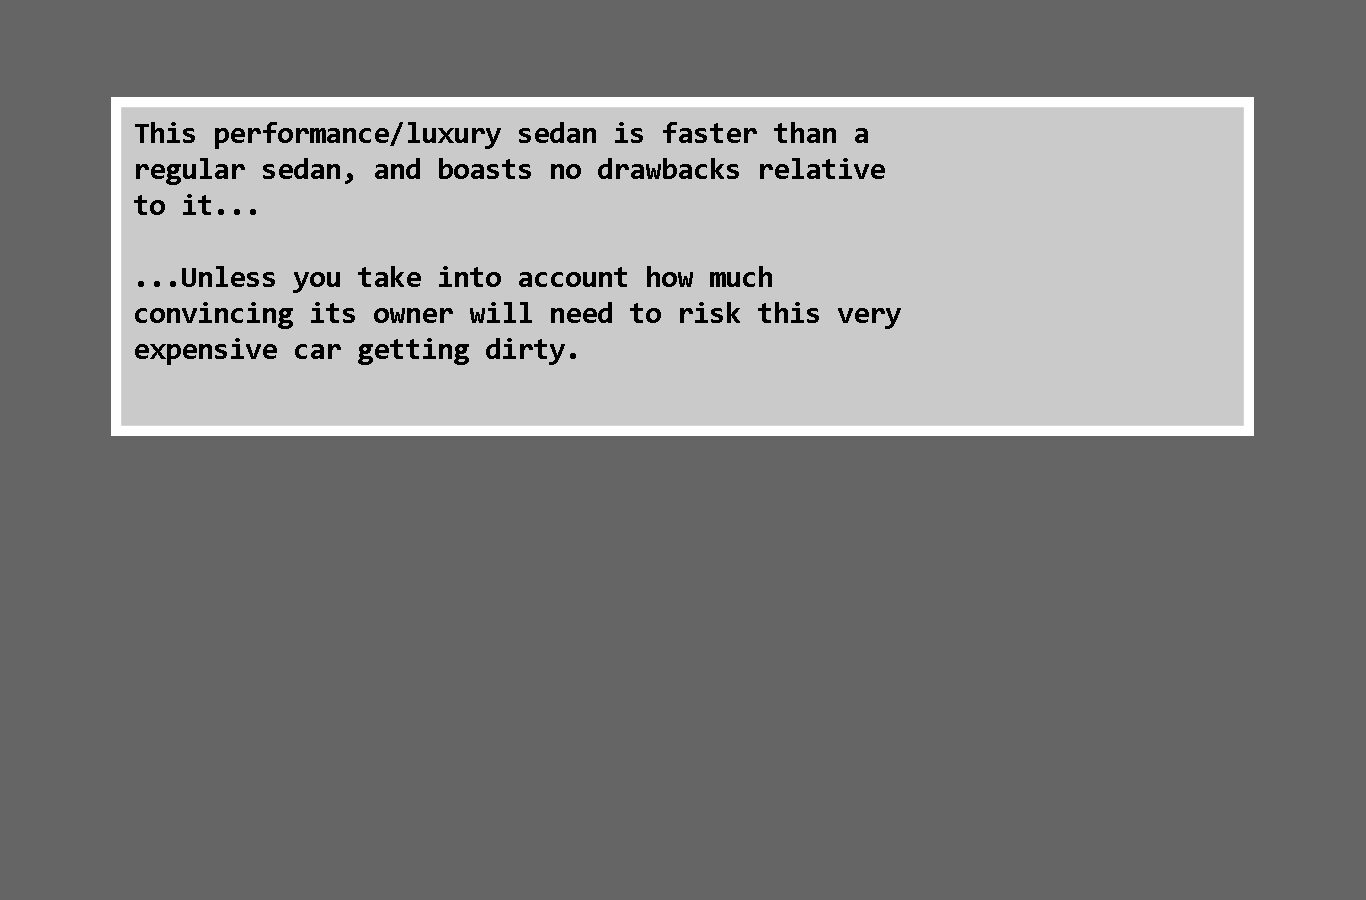 This performance/luxury sedan is faster than a
regular sedan, and boasts no drawbacks relative
to it...
...Unless you take into account how much
convincing its owner will need to risk this very
expensive car getting dirty.